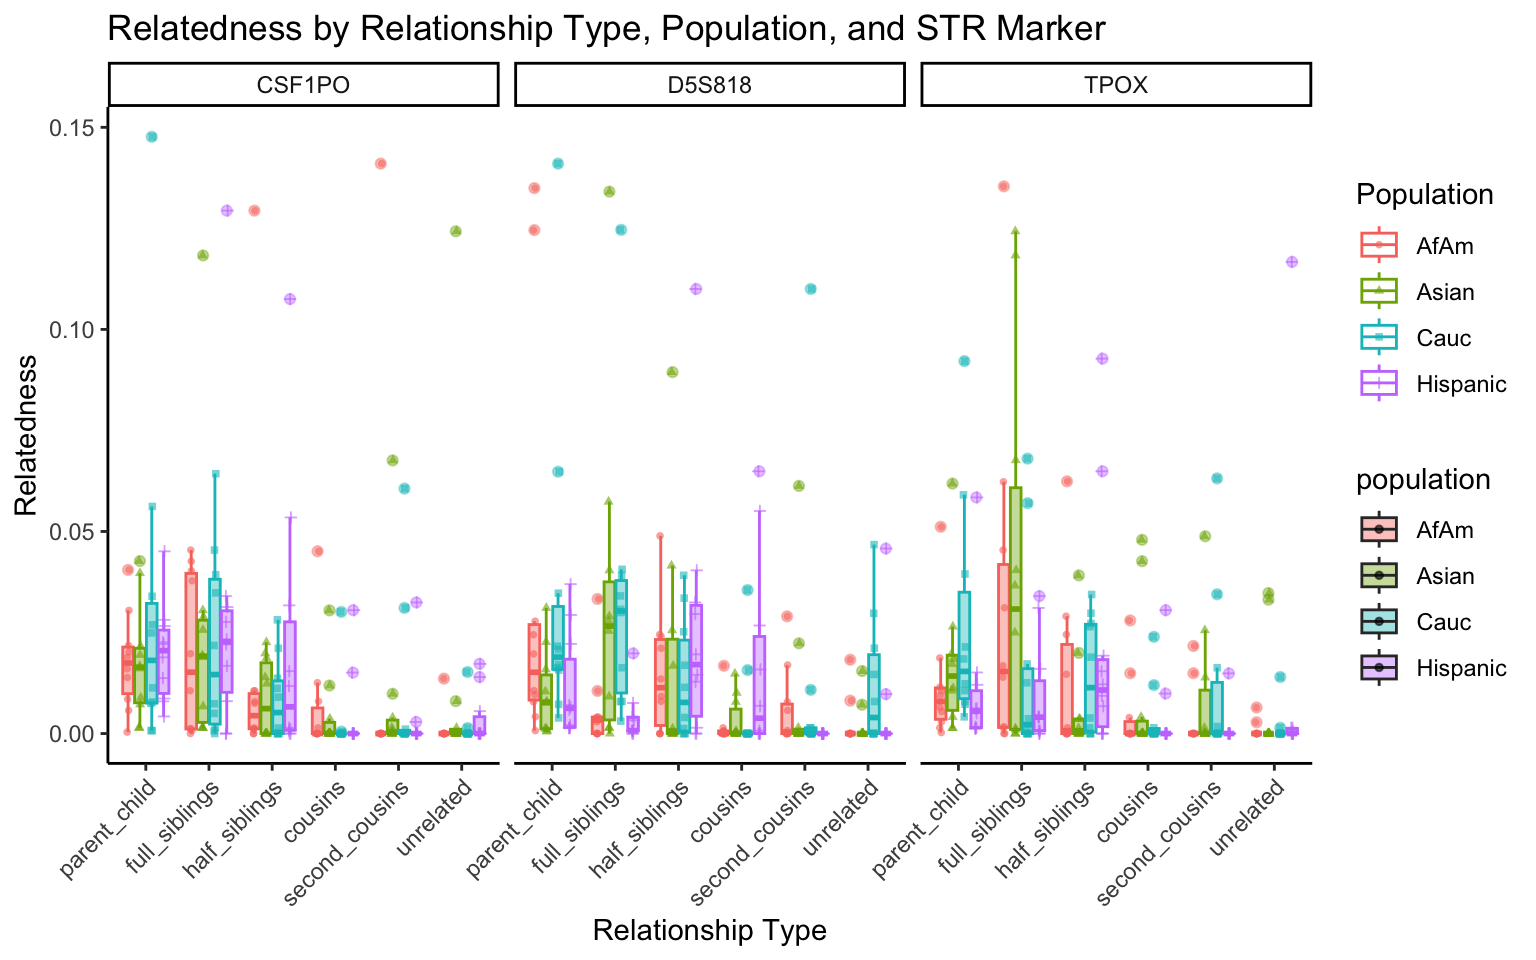 Relatedness by Relationship Type, Population, and STR Marker
CSF1PO
D5S818
TPOX
Relatedness
0.15
0.10
0.05
0.00
parent_child
full_siblings
half_siblings
cousins
second_cousins
unrelated
parent_child
full_siblings
half_siblings
cousins
second_cousins
unrelated
parent_child
full_siblings
half_siblings
cousins
second_cousins
unrelated
Relationship Type
Population
AfAm
Asian
Cauc
Hispanic
population
AfAm
Asian
Cauc
Hispanic